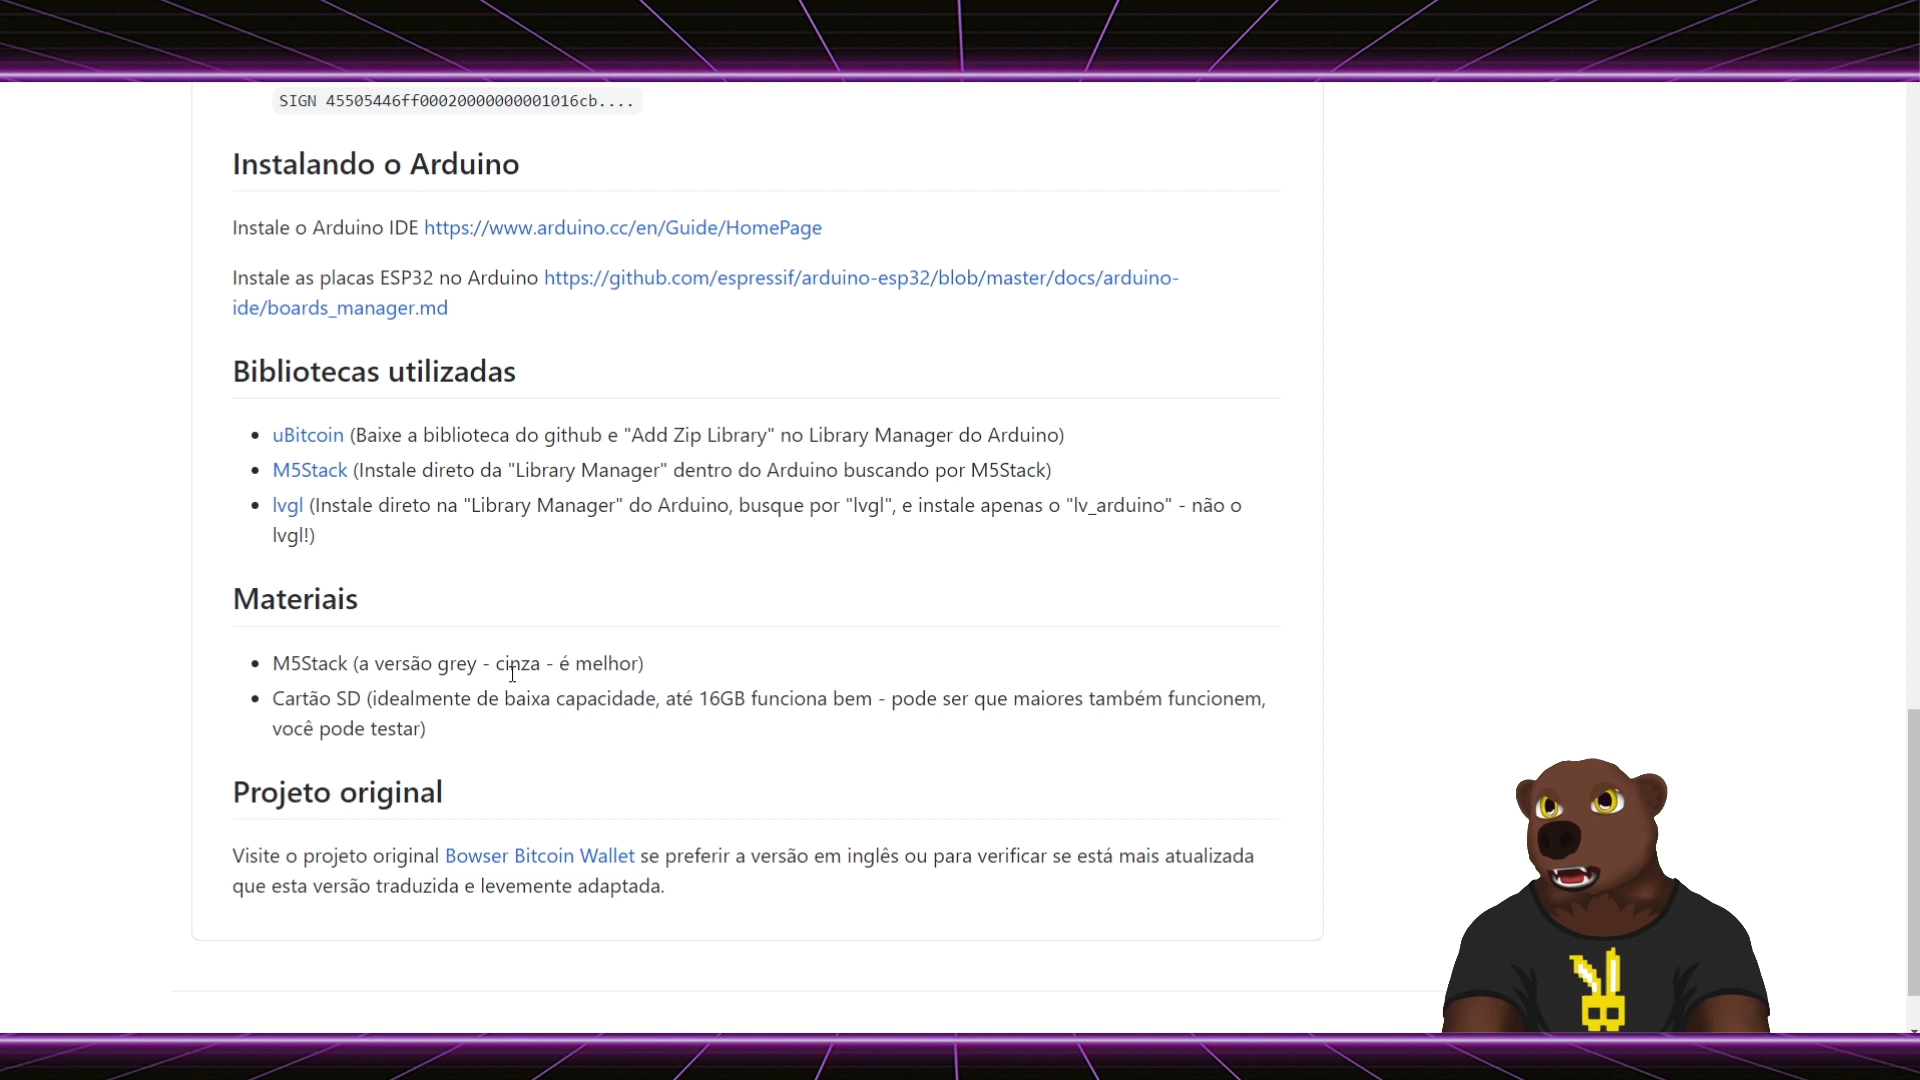 SIGN 45505446ff00020000000001016cb....
Instalando o Arduino
Instale o Arduino IDE https://www.arduino.cc/en/Guide/HomePage
Instale as placas ESP32 no Arduino https://github.com/espressif/arduino-esp32/blob/master/docs/arduino-
ide/boards_manager.md
Bibliotecas utilizadas
uBitcoin (Baixe a biblioteca do github e "Add Zip Library" no Library Manager do Arduino)
M5Stack (Instale direto da "Library Manager" dentro do Arduino buscando por M5Stack)
lvgl (Instale direto na "Library Manager" do Arduino, busque por "lvgl", e instale apenas o "lv_arduino" - não o
lvgl!)
Materiais
M5Stack (a versão grey - cinza - é melhor)
Cartão SD (idealmente de baixa capacidade, até 16GB funciona bem - pode ser que maiores também funcionem,
você pode testar)
Projeto original
Visite o projeto original Bowser Bitcoin Wallet se preferir a versão em inglês ou para verificar se está mais atualizada
que esta versão traduzida e levemente adaptada.